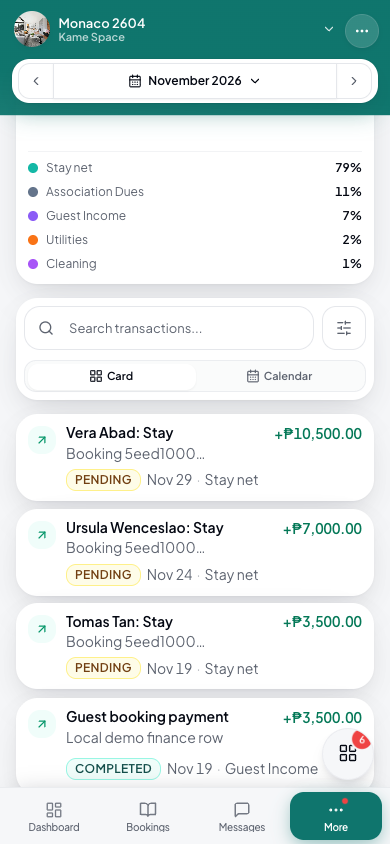 Monaco 2604
Kame Space
November 2026
Stay net 79%
Association Dues 11%
Guest Income 7%
Utilities 2%
Cleaning 1%
Search transactions...
Card
Calendar
Vera Abad: Stay +₱10,500.00
Booking 5eed1000...
PENDING Nov 29 · Stay net
Ursula Wenceslao: Stay +₱7,000.00
Booking 5eed1000...
PENDING Nov 24 · Stay net
Tomas Tan: Stay +₱3,500.00
Booking 5eed1000...
PENDING Nov 19 · Stay net
Guest booking payment +₱3,500.00
Local demo finance row
6
COMPLETED Nov 19 · Guest Income
Dashboard
Bookings
Messages
More